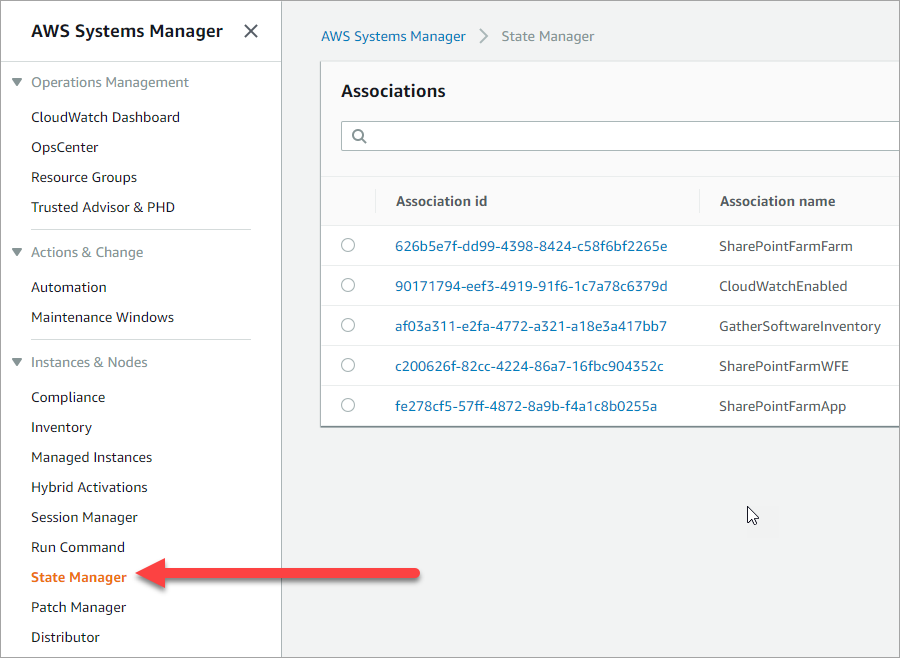 AWS Systems Manager
Operations Management
CloudWatch Dashboard
OpsCenter
Resource Groups
Trusted Advisor & PHD
Actions & Change
Automation
Maintenance Windows
Instances & Nodes
Compliance
Inventory
Managed Instances
Hybrid Activations
Session Manager
Run Command
State Manager
Patch Manager
Distributor
AWS Systems Manager > State Manager
Associations
Association id Association name
626b5e7f-dd99-4398-8424-c58f6bf2265e SharePointFarmFarm
90171794-eef3-4919-91f6-1c7a78c6379d CloudWatchEnabled
af03a311-e2fa-4772-a321-a18e3a417bb7 GatherSoftwareInventory
c200626f-82cc-4224-86a7-16fbc904352c SharePointFarmWFE
fe278cf5-57ff-4872-8a9b-f4a1c8b0255a SharePointFarmApp